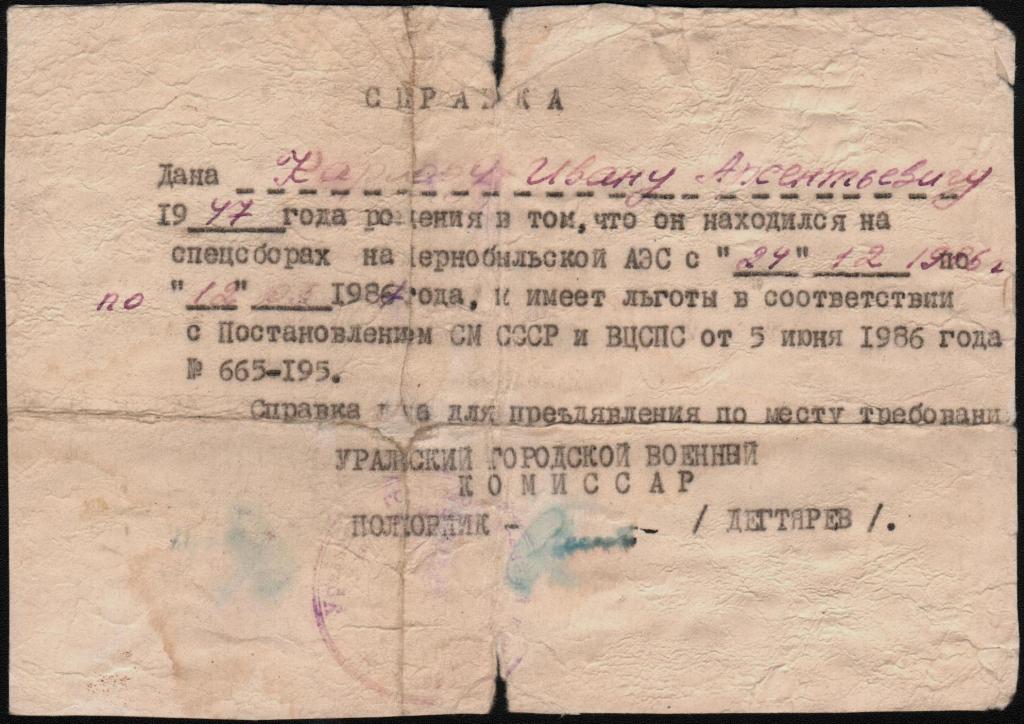 СПРАВКА
Дана Ивану Арсентьевичу
19 47 года рождения в том, что он находился на
спецсборах на Чернобыльской АЭС с "24" 12 1986 г по
по "12" 198 года, и имеет льготы в соответствии
с Постановлением СМ СССР и ВЦСПС от 5 июня 1986 года
№ 665-195.
Справка для предъявления по месту требовани
УРАЛЬСКИЙ ГОРОДСКОЙ ВОЕННЫЙ
КОМИССАР
ПОЛКОВНИК - - / ДЕГТЯРЕВ /.